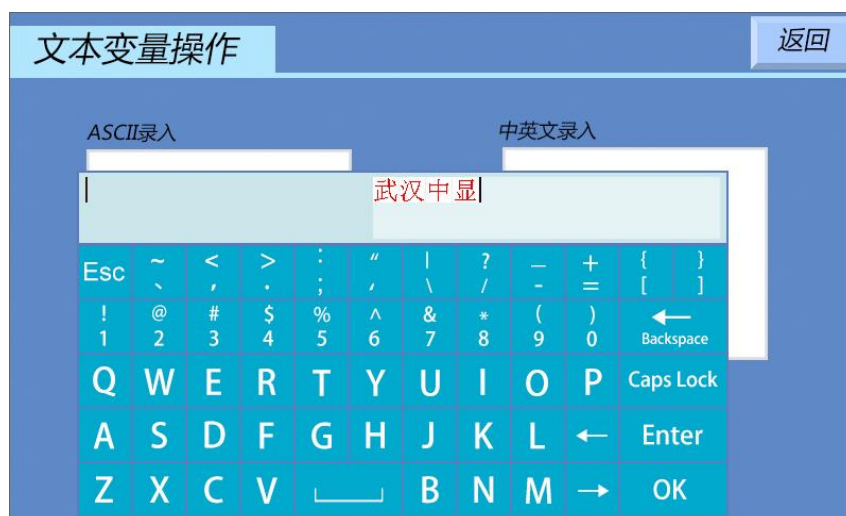 文本变量操作
返回
ASCII录入
中英文录入
武汉中显
Esc ~ ` < , > . : ; " ' | \ ? / _ - + = { [ } ]
! 1 @ 2 # 3 $ 4 % 5 ^ 6 & 7 * 8 ( 9 ) 0 ← Backspace
Q W E R T Y U I O P Caps Lock
A S D F G H J K L ← Enter
Z X C V B N M → OK